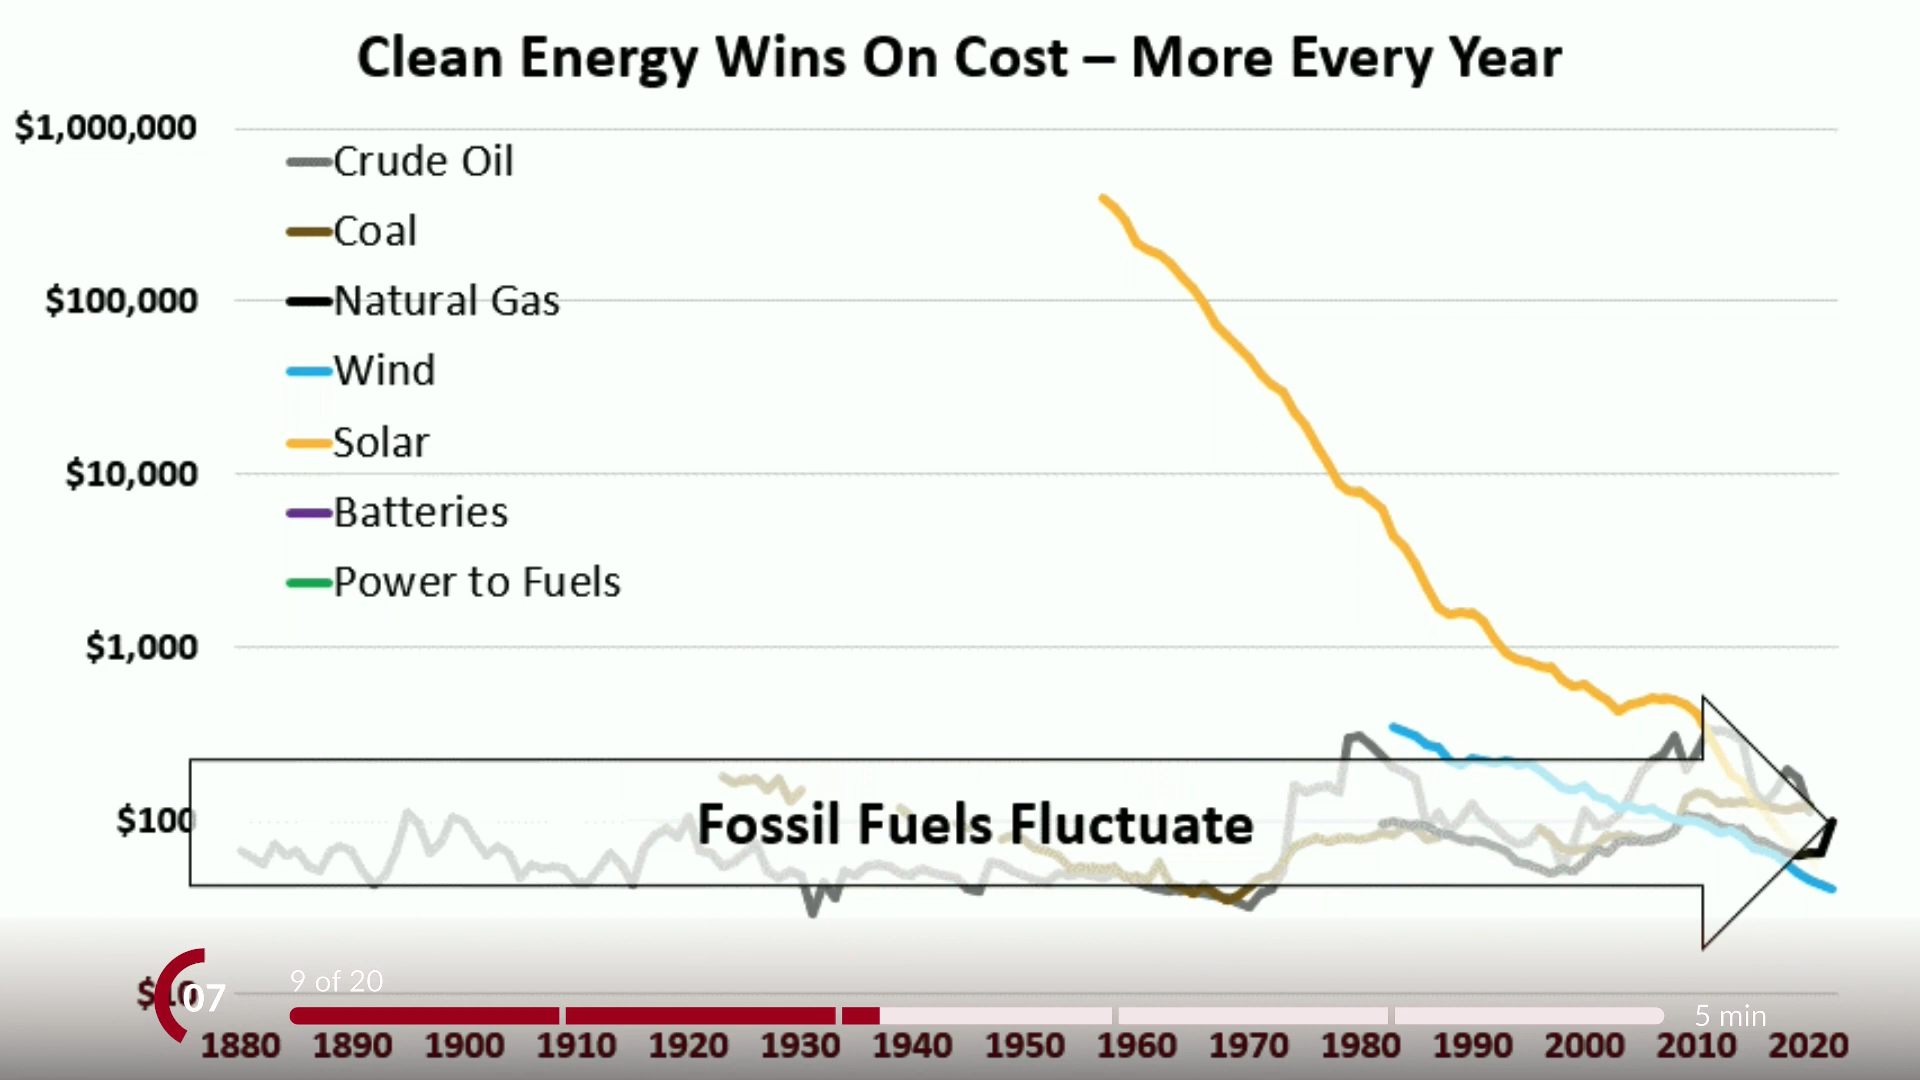 Clean Energy Wins On Cost – More Every Year
$1,000,000
Crude Oil
Coal
$100,000
Natural Gas
Wind
Solar
$10,000
Batteries
Power to Fuels
$1,000
$100
Fossil Fuels Fluctuate
9 of 20
$10
07
5 min
1880 1890 1900 1910 1920 1930 1940 1950 1960 1970 1980 1990 2000 2010 2020